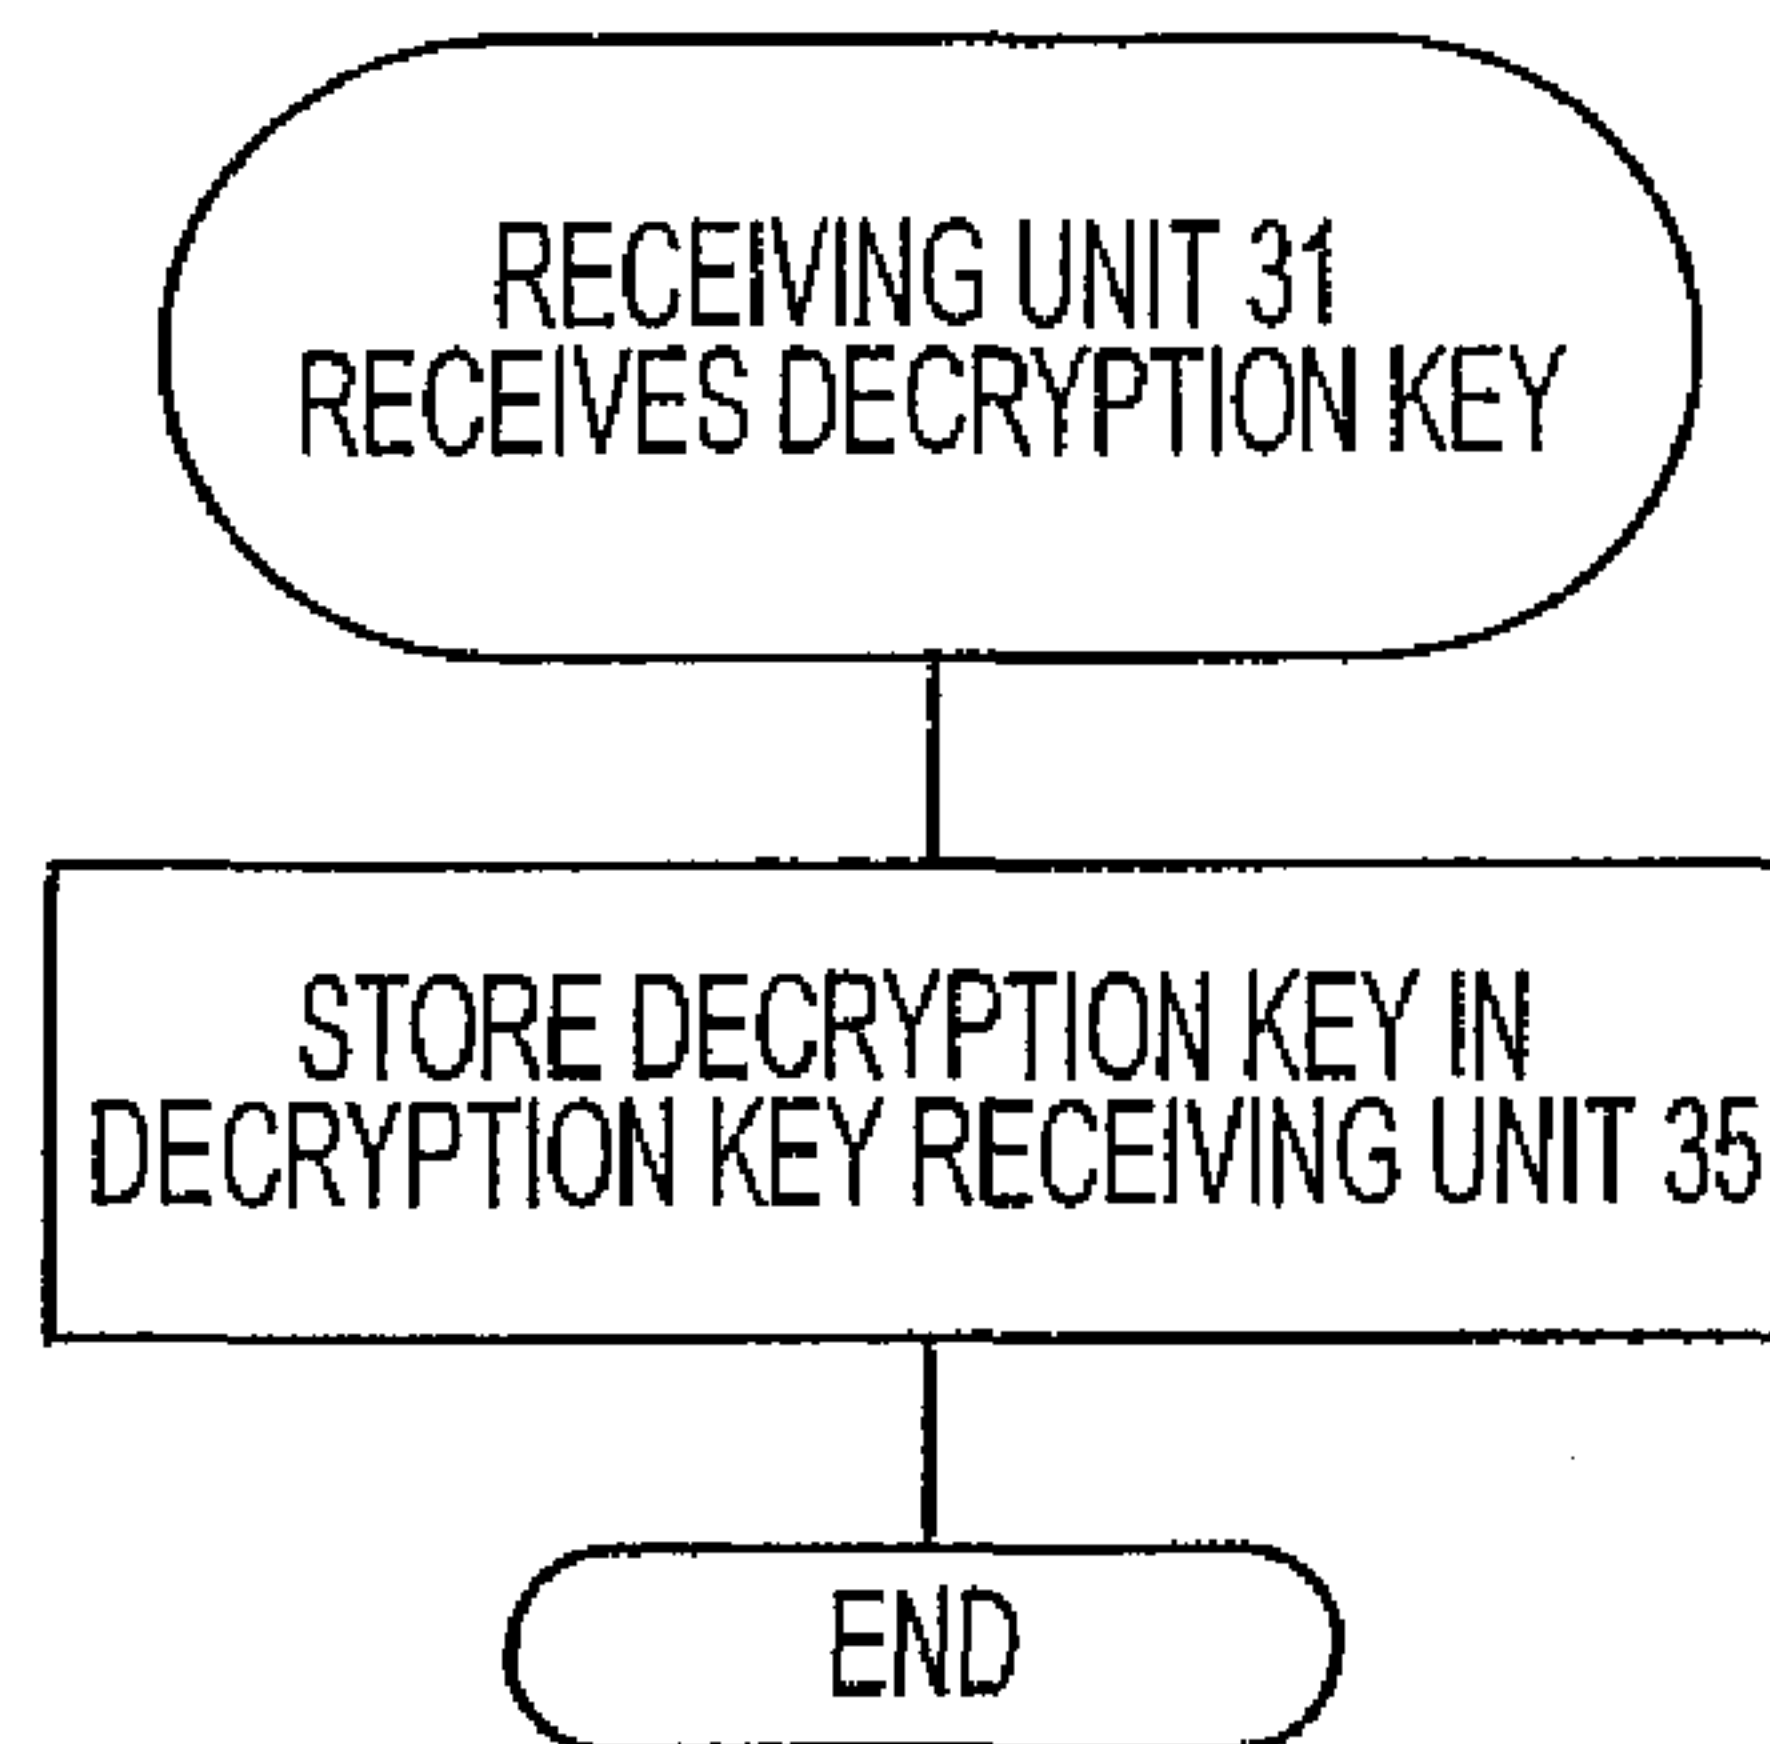 RECEIVING UNIT 31
RECEIVES DECRYPTION KEY
STORE DECRYPTION KEY IN
DECRYPTION KEY RECEIVING UNIT 35
END